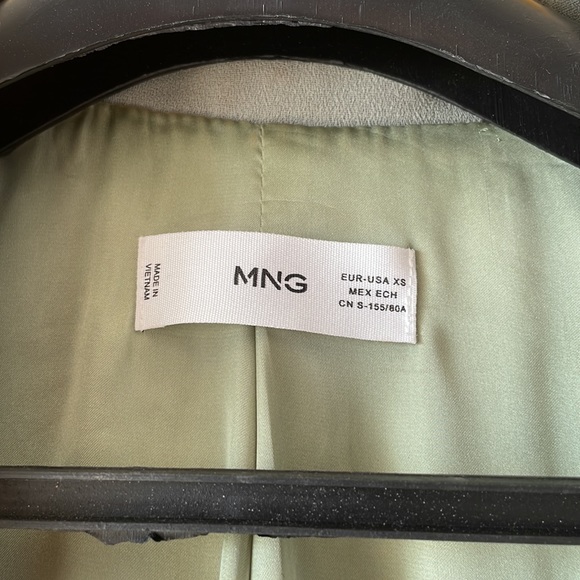 MADE IN
VIETNAM
MNG
EUR-USA XS
MEX ECH
CN S-155/80A